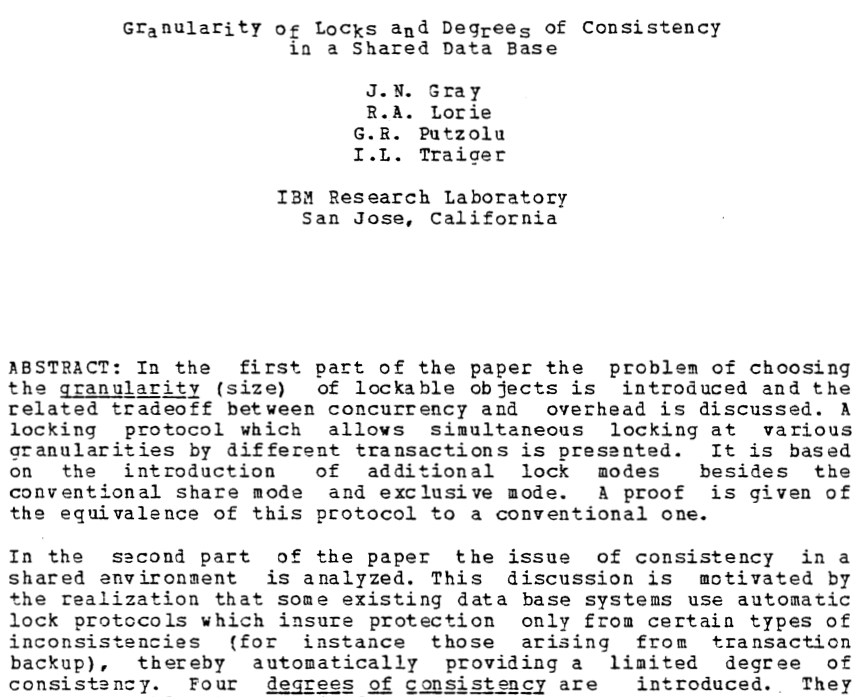 Granularity of Locks and Degrees of Consistency
in a Shared Data Base
J.N. Gray
R.A. Lorie
G.R. Putzolu
I.L. Traiger
IBM Research Laboratory
San Jose, California
ABSTRACT: In the first part of the paper the problem of choosing
the granularity (size) of lockable objects is introduced and the
related tradeoff between concurrency and overhead is discussed. A
locking protocol which allows simultaneous locking at various
granularities by different transactions is presented. It is based
on the introduction of additional lock modes besides the
conventional share mode and exclusive mode. A proof is given of
the equivalence of this protocol to a conventional one.
In the second part of the paper the issue of consistency in a
shared environment is analyzed. This discussion is motivated by
the realization that some existing data base systems use automatic
lock protocols which insure protection only from certain types of
inconsistencies (for instance those arising from transaction
backup), thereby automatically providing a limited degree of
consistency. Four degrees of consistency are introduced. They